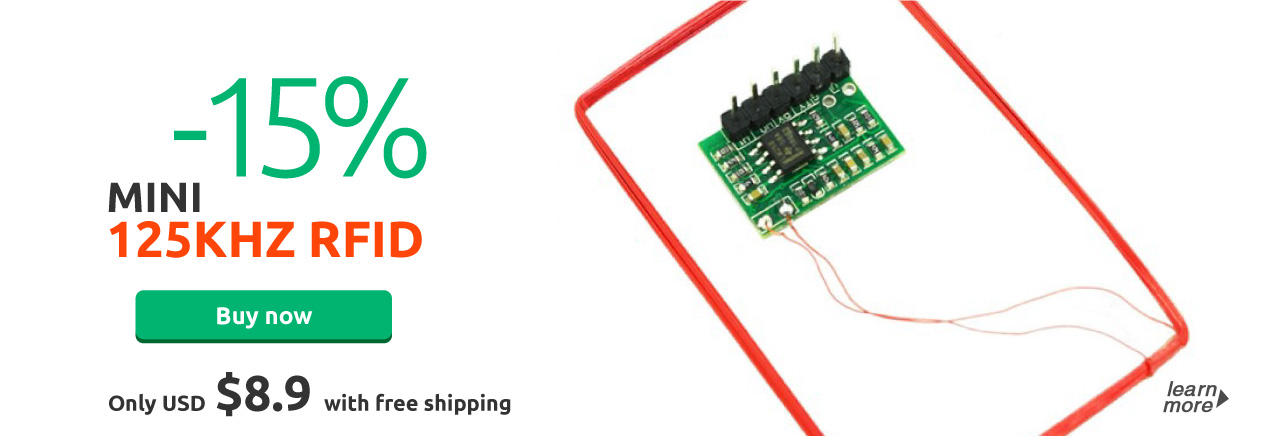 -15%
MINI
125KHZ RFID
Buy now
Only USD $8.9 with free shipping
learn
more